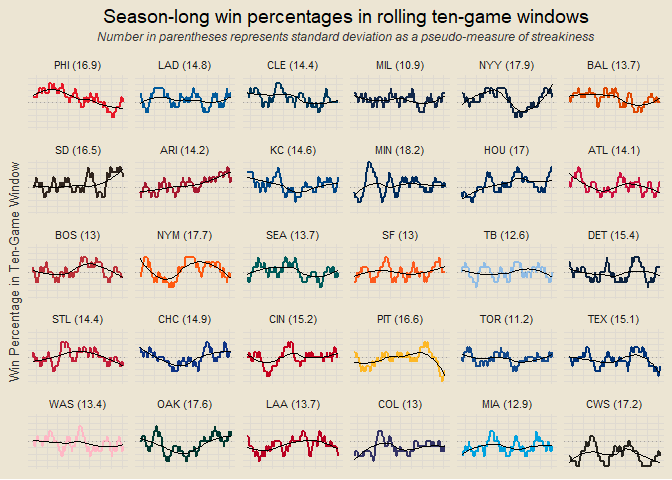 Season-long win percentages in rolling ten-game windows
Number in parentheses represents standard deviation as a pseudo-measure of streakiness
Win Percentage in Ten-Game Window
PHI (16.9) LAD (14.8) CLE (14.4) MIL (10.9) NYY (17.9) BAL (13.7)
SD (16.5) ARI (14.2) KC (14.6) MIN (18.2) HOU (17) ATL (14.1)
BOS (13) NYM (17.7) SEA (13.7) SF (13) TB (12.6) DET (15.4)
STL (14.4) CHC (14.9) CIN (15.2) PIT (16.6) TOR (11.2) TEX (15.1)
WAS (13.4) OAK (17.6) LAA (13.7) COL (13) MIA (12.9) CWS (17.2)